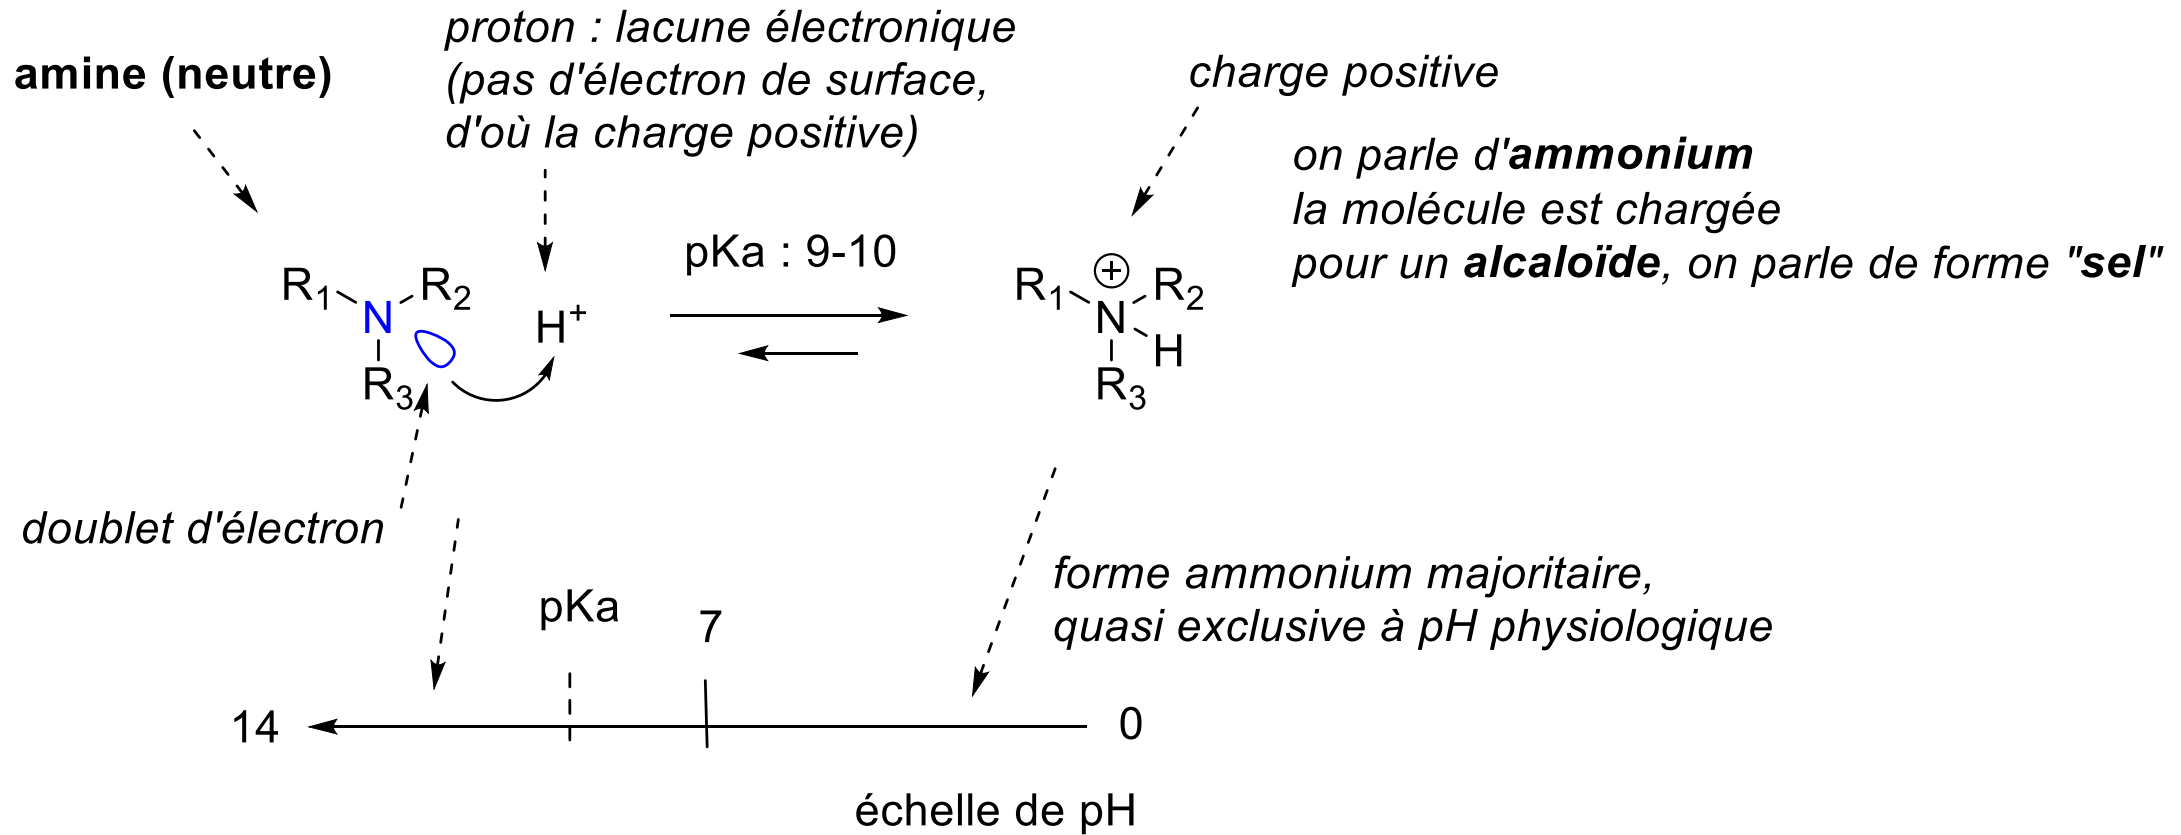 amine (neutre)
proton : lacune électronique
(pas d'électron de surface,
d'où la charge positive)
charge positive
on parle d'ammonium
la molécule est chargée
pour un alcaloïde, on parle de forme "sel"
R1 R2
N
R3
H+
pKa : 9-10
R1 + R2
N
H
R3
doublet d'électron
forme ammonium majoritaire,
quasi exclusive à pH physiologique
pKa
7
14
0
échelle de pH